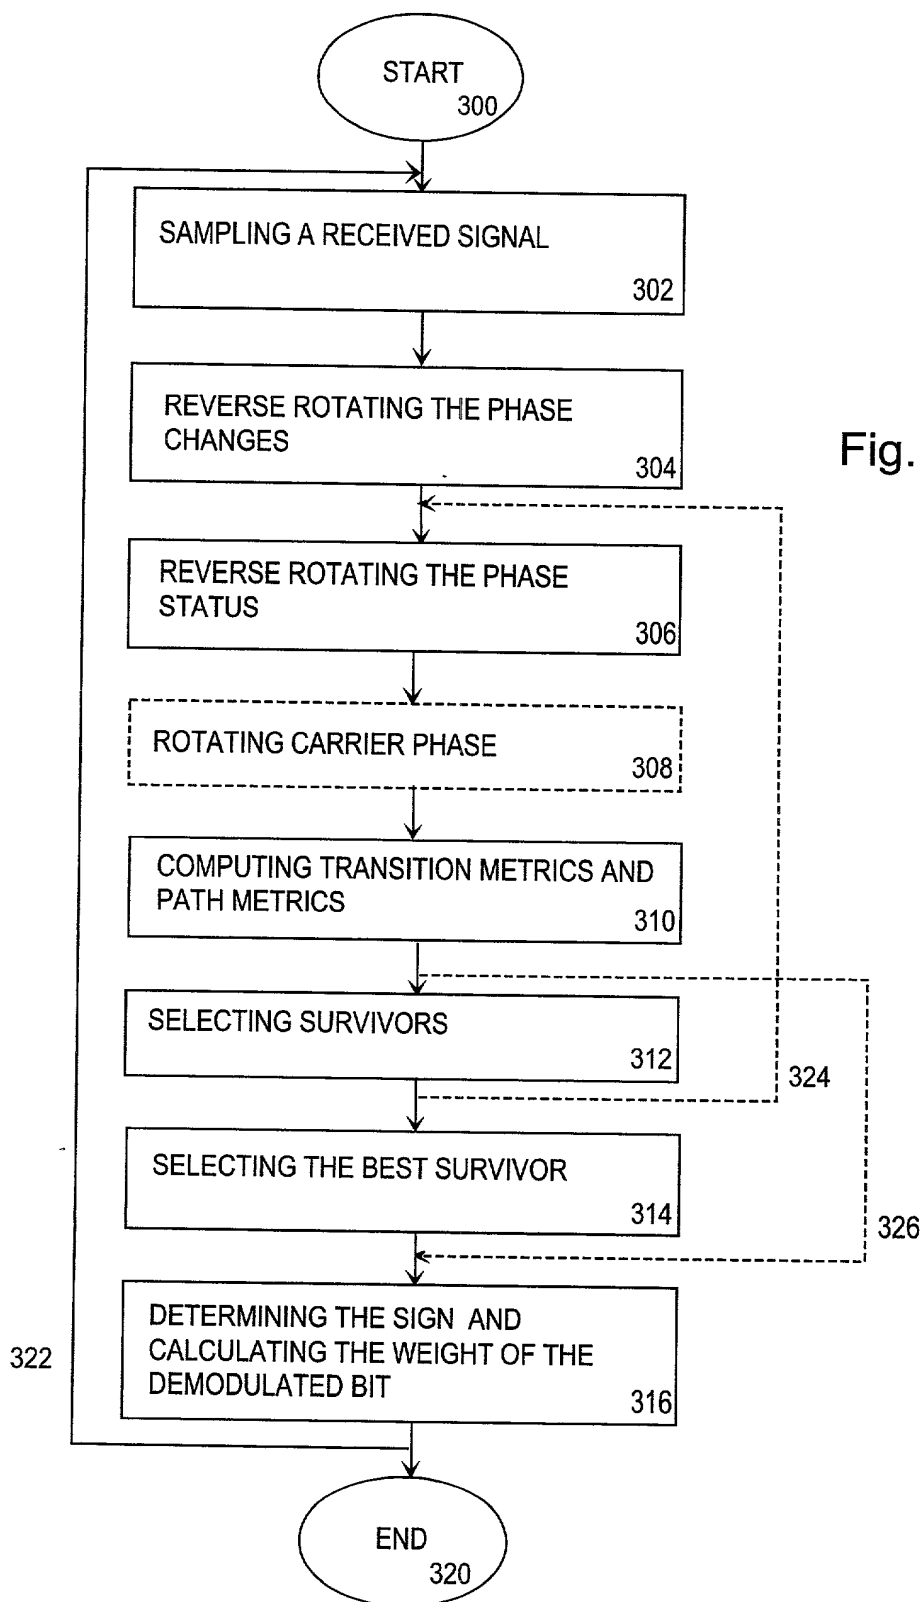 START
300
SAMPLING A RECEIVED SIGNAL
302
REVERSE ROTATING THE PHASE
CHANGES
304
Fig.
REVERSE ROTATING THE PHASE
STATUS
306
ROTATING CARRIER PHASE
308
COMPUTING TRANSITION METRICS AND
PATH METRICS
310
SELECTING SURVIVORS
312
324
SELECTING THE BEST SURVIVOR
314
326
DETERMINING THE SIGN AND
CALCULATING THE WEIGHT OF THE
DEMODULATED BIT
316
322
END
320